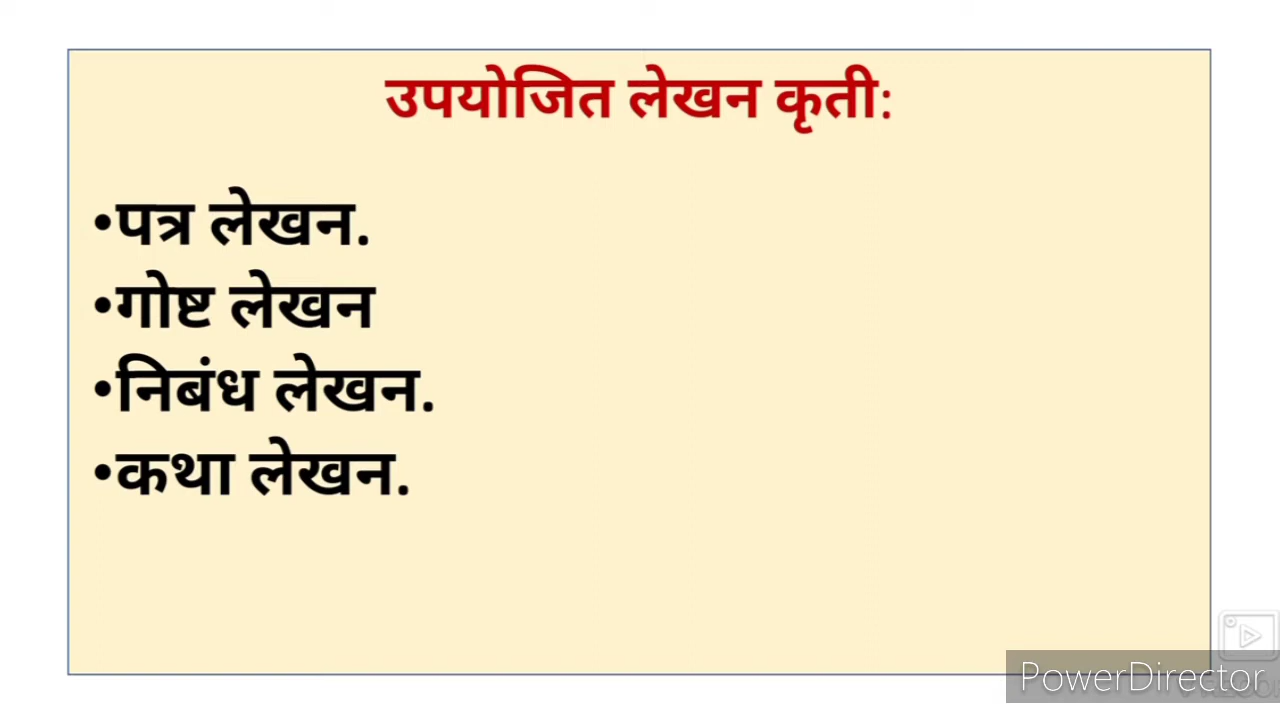 उपयोजित लेखन कृती:
•पत्र लेखन.
•गोष्ट लेखन
•निबंध लेखन.
•कथा लेखन.
PowerDirector